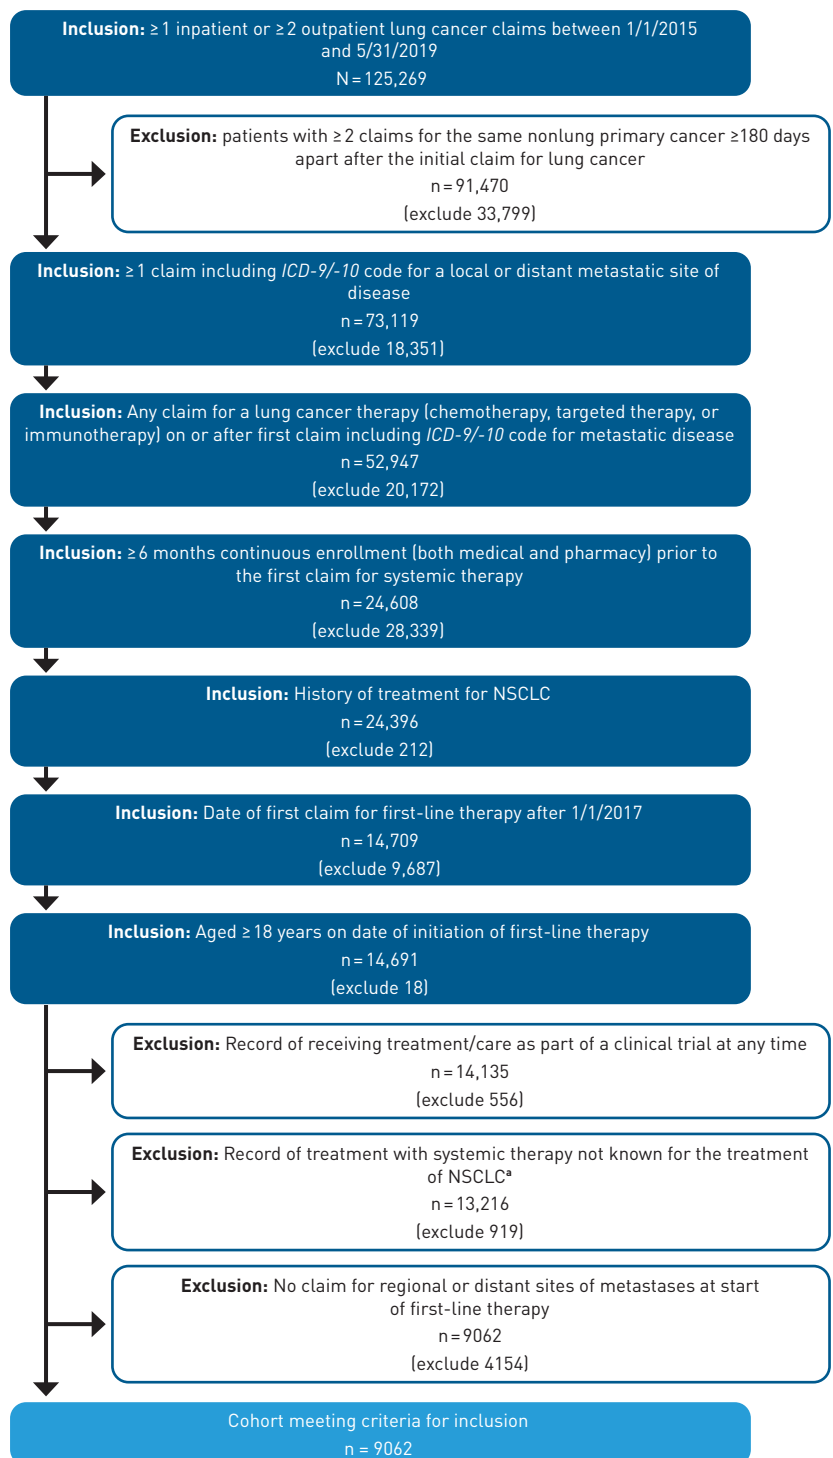 Inclusion: ≥1 inpatient or ≥2 outpatient lung cancer claims between 1/1/2015
and 5/31/2019
N=125,269
Exclusion: patients with ≥2 claims for the same nonlung primary cancer ≥180 days
apart after the initial claim for lung cancer
n=91,470
(exclude 33,799)
Inclusion: ≥1 claim including ICD-9/-10 code for a local or distant metastatic site of
disease
n=73,119
(exclude 18,351)
Inclusion: Any claim for a lung cancer therapy (chemotherapy, targeted therapy, or
immunotherapy) on or after first claim including ICD-9/-10 code for metastatic disease
n=52,947
(exclude 20,172)
Inclusion: ≥6 months continuous enrollment (both medical and pharmacy) prior to
the first claim for systemic therapy
n=24,608
(exclude 28,339)
Inclusion: History of treatment for NSCLC
n=24,396
(exclude 212)
Inclusion: Date of first claim for first-line therapy after 1/1/2017
n=14,709
(exclude 9,687)
Inclusion: Aged ≥18 years on date of initiation of first-line therapy
n=14,691
(exclude 18)
Exclusion: Record of receiving treatment/care as part of a clinical trial at any time
n=14,135
(exclude 556)
Exclusion: Record of treatment with systemic therapy not known for the treatment
of NSCLCᵃ
n=13,216
(exclude 919)
Exclusion: No claim for regional or distant sites of metastases at start
of first-line therapy
n=9062
(exclude 4154)
Cohort meeting criteria for inclusion
n = 9062